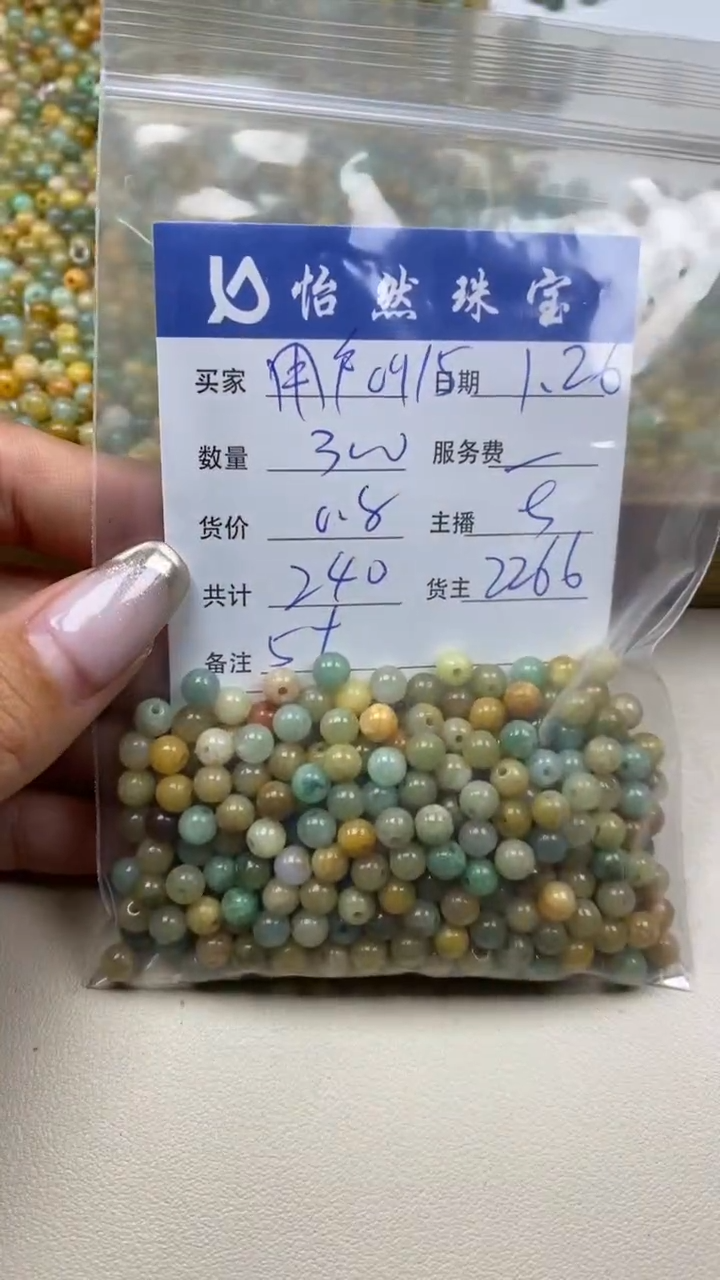 怡然珠宝
买家 用户0915 日期 1.26
数量 300 服务费 —
货价 0.8 主播
共计 240 货主 2266
备注 5+